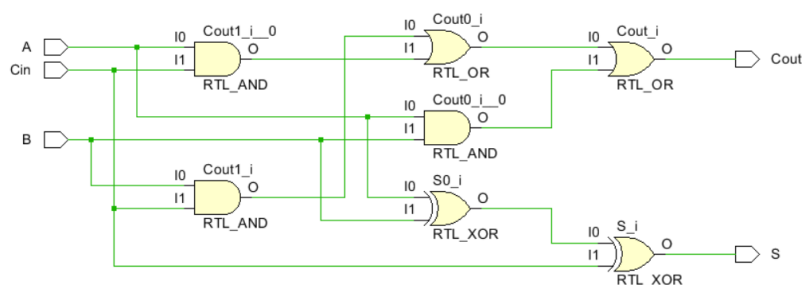 A
Cin
B
Cout1_i__0
I0
I1
O
RTL_AND
Cout1_i
I0
I1
O
RTL_AND
Cout0_i
I0
I1
O
RTL_OR
Cout0_i__0
I0
I1
O
RTL_AND
S0_i
I0
I1
O
RTL_XOR
Cout_i
I0
I1
O
RTL_OR
S_i
I0
I1
O
RTL_XOR
Cout
S